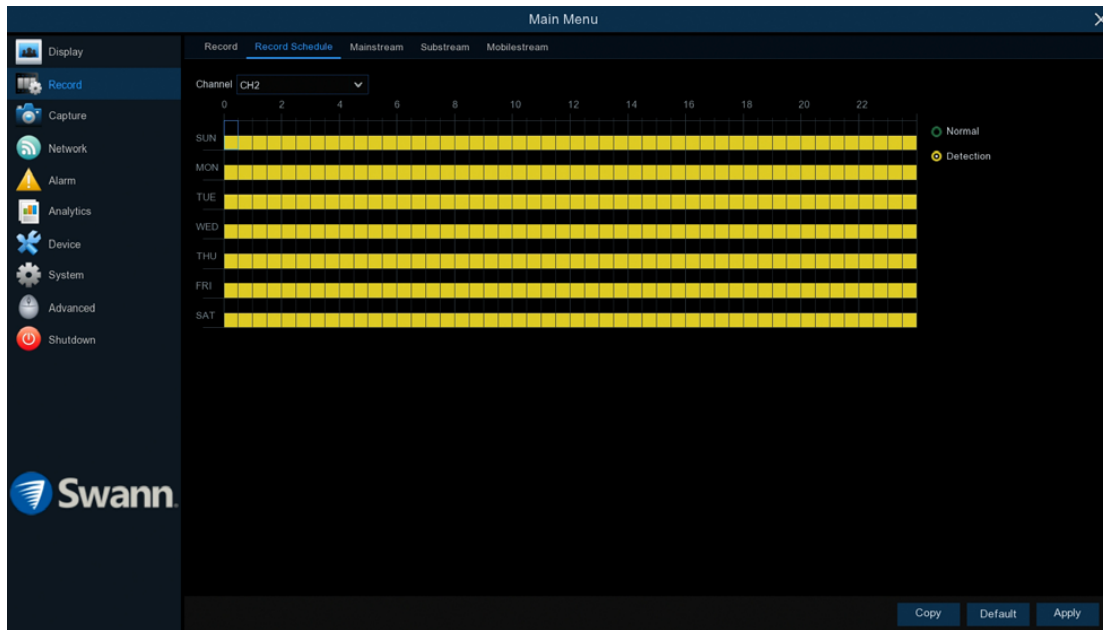 Main Menu
Display
Record
Capture
Network
Alarm
Analytics
Device
System
Advanced
Shutdown
Swann.
Record Record Schedule Mainstream Substream Mobilestream
Channel CH2
0 2 4 6 8 10 12 14 16 18 20 22
SUN
MON
TUE
WED
THU
FRI
SAT
Normal
Detection
Copy Default Apply